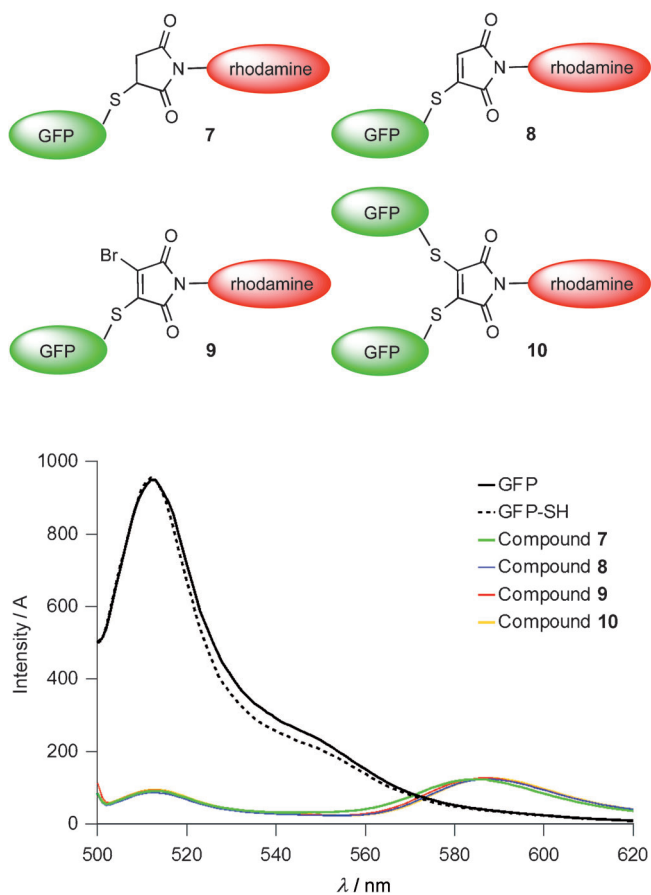 O
N
O
S
GFP
rhodamine
7
O
N
O
S
GFP
rhodamine
8
Br
O
N
O
S
GFP
rhodamine
9
GFP
S
O
N
O
S
GFP
rhodamine
10
1000
800
600
400
200
0
Intensity / A
500 520 540 560 580 600 620
λ / nm
GFP
GFP-SH
Compound 7
Compound 8
Compound 9
Compound 10